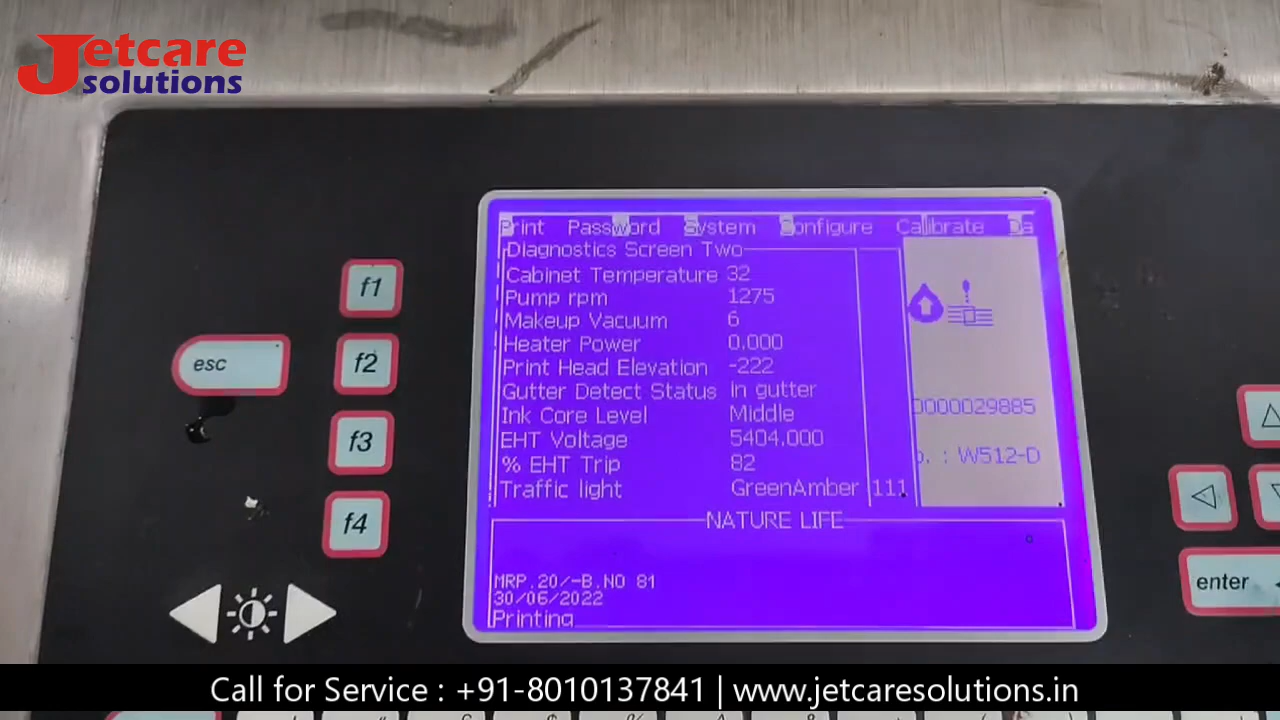 Jetcare
solutions
Print Password System Configure Calibrate Da
Diagnostics Screen Two
Cabinet Temperature 32
Pump rpm 1275
Makeup Vacuum 6
Heater Power 0.000
Print Head Elevation -222
Gutter Detect Status in gutter
Ink Core Level Middle
EHT Voltage 5404.000
% EHT Trip 82
Traffic light GreenAmber 111
0000029885
. : W512-D
NATURE LIFE
MRP.20/-B.NO 81
30/06/2022
Printing
f1
esc
f2
f3
f4
enter
Call for Service : +91-8010137841 | www.jetcaresolutions.in